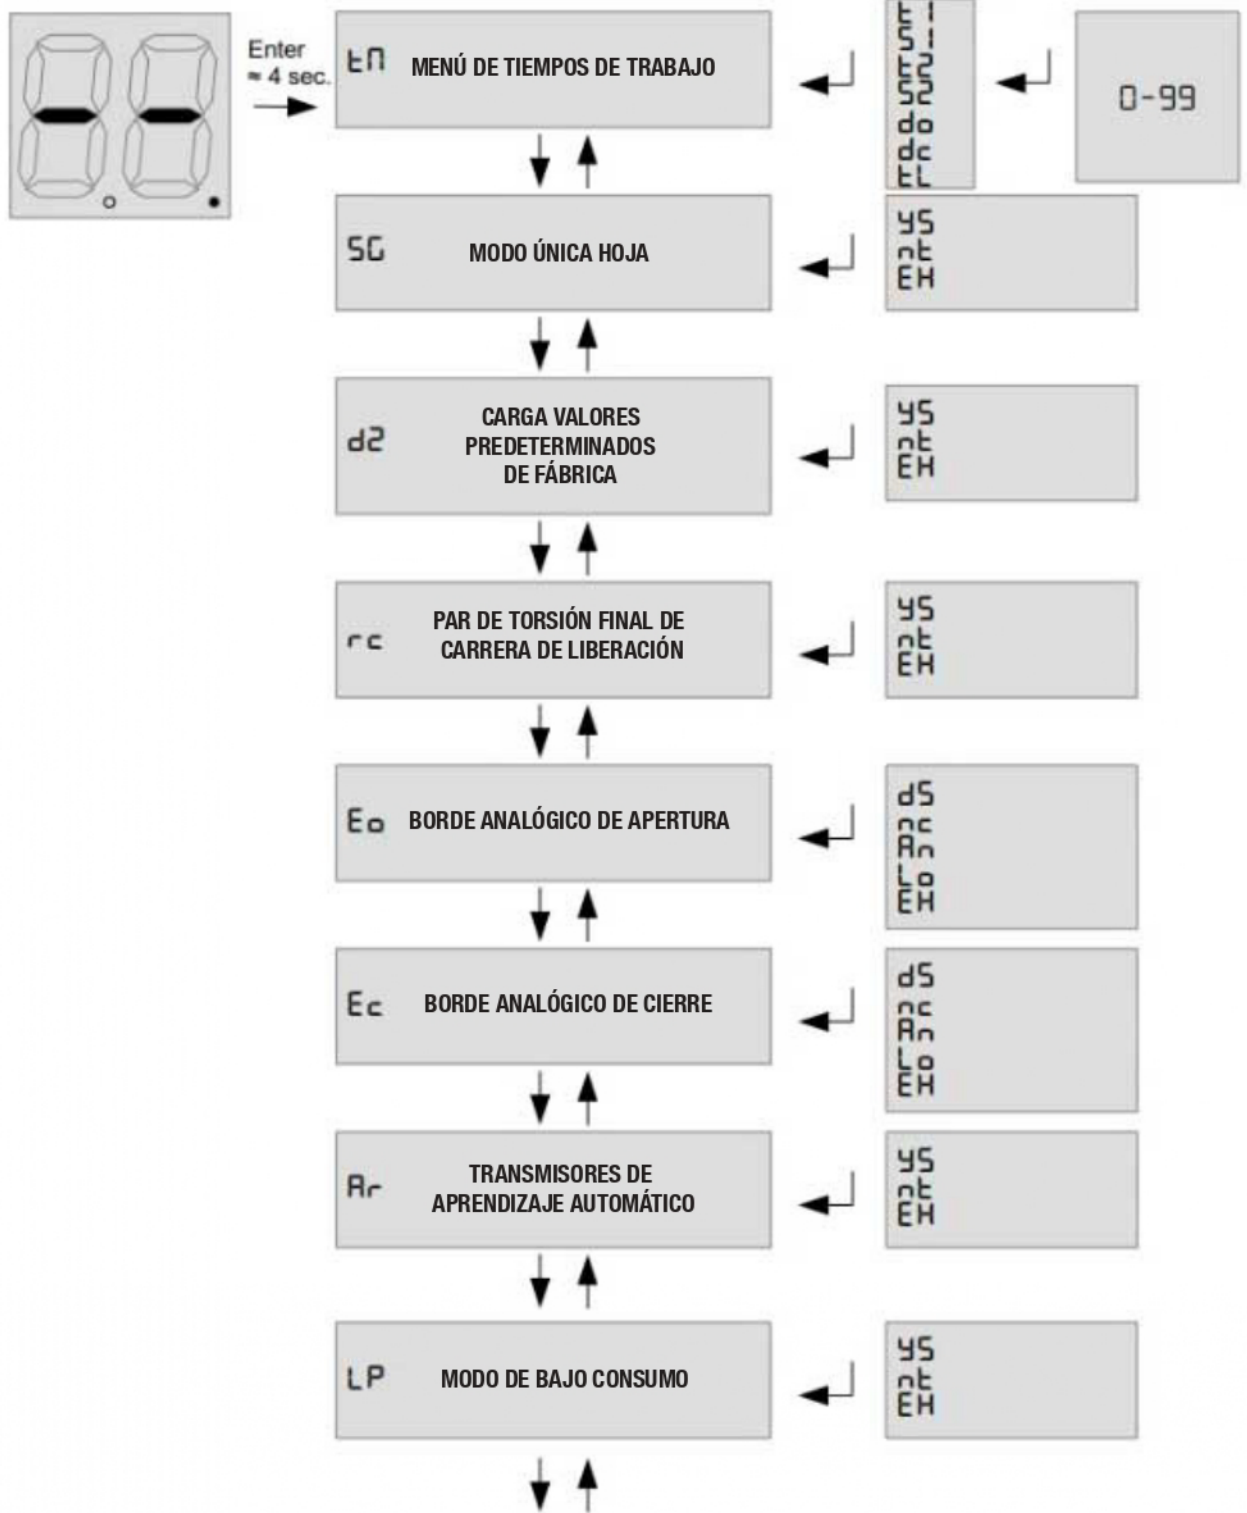 Enter
≈ 4 sec.
tN MENÚ DE TIEMPOS DE TRABAJO
S2
do
dc
tL
0-99
SG MODO ÚNICA HOJA
YS
nt
EH
d2 CARGA VALORES
PREDETERMINADOS
DE FÁBRICA
YS
nt
EH
rc PAR DE TORSIÓN FINAL DE
CARRERA DE LIBERACIÓN
YS
nt
EH
Eo BORDE ANALÓGICO DE APERTURA
dS
nc
An
Lo
EH
Ec BORDE ANALÓGICO DE CIERRE
dS
nc
An
Lo
EH
Ar TRANSMISORES DE
APRENDIZAJE AUTOMÁTICO
YS
nt
EH
LP MODO DE BAJO CONSUMO
YS
nt
EH